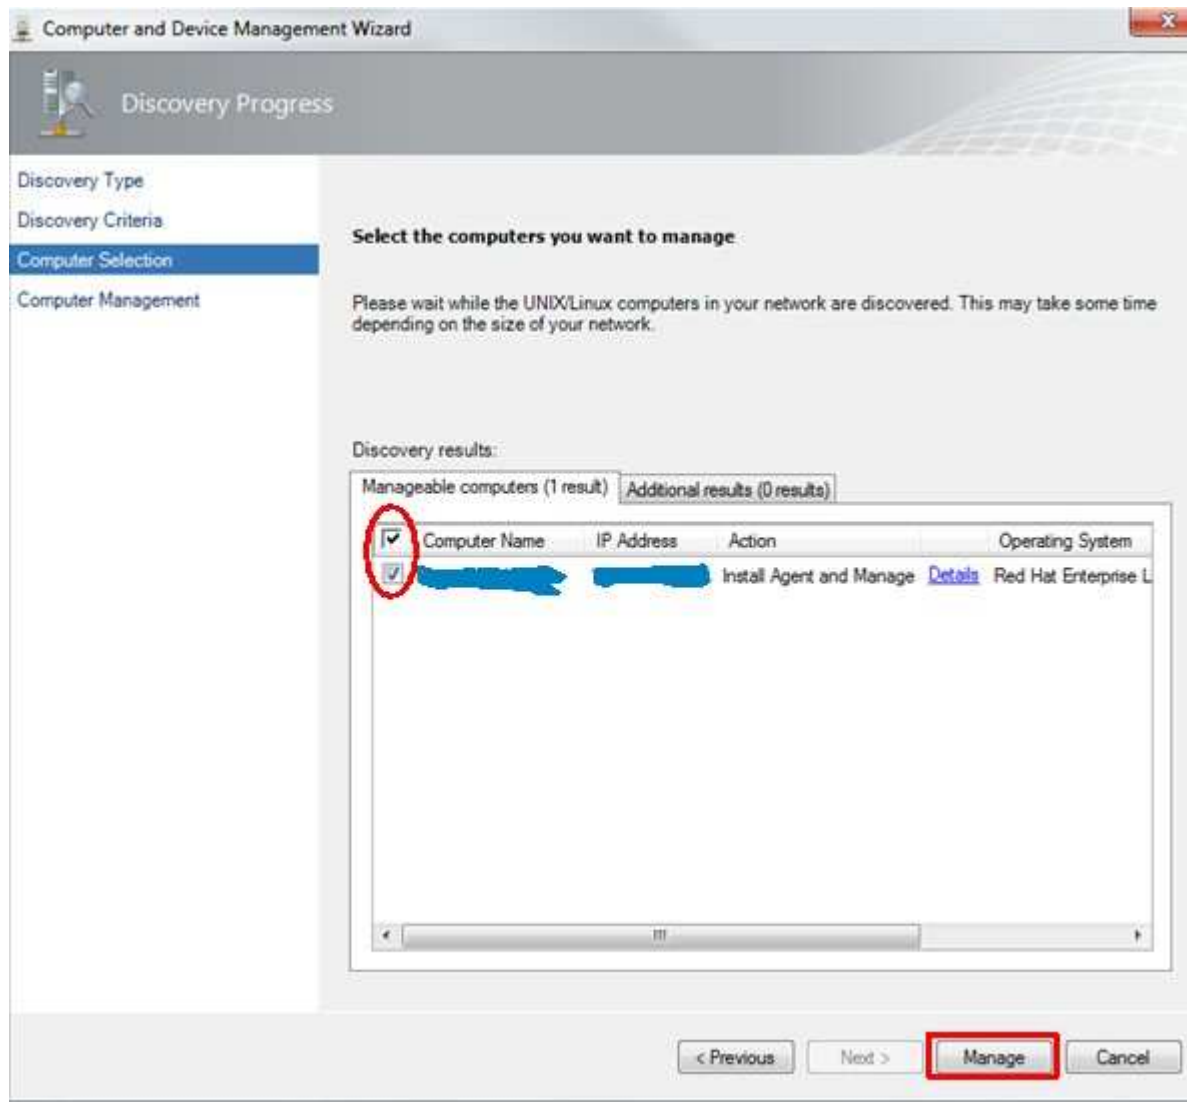 Computer and Device Management Wizard
Discovery Progress
Discovery Type
Discovery Criteria
Computer Selection
Computer Management
Select the computers you want to manage
Please wait while the UNIX/Linux computers in your network are discovered. This may take some time
depending on the size of your network.
Discovery results:
Manageable computers (1 result) Additional results (0 results)
Computer Name IP Address Action Operating System
Install Agent and Manage Details Red Hat Enterprise L
< Previous Next > Manage Cancel